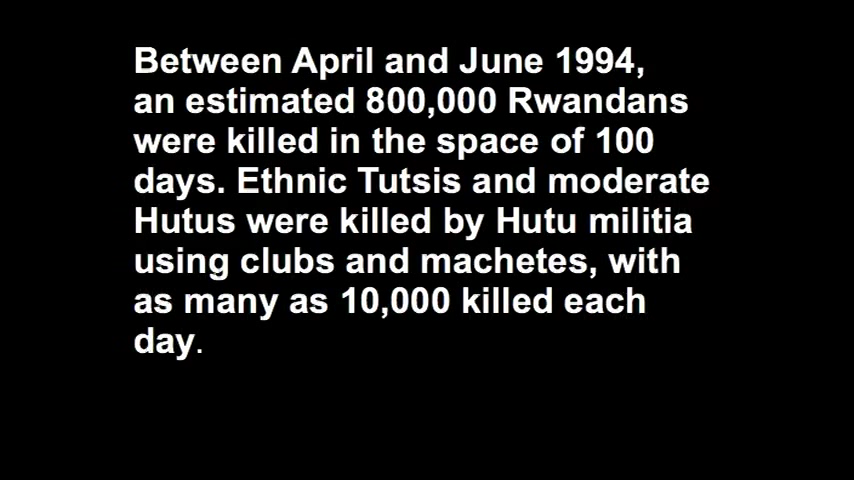 Between April and June 1994,
an estimated 800,000 Rwandans
were killed in the space of 100
days. Ethnic Tutsis and moderate
Hutus were killed by Hutu militia
using clubs and machetes, with
as many as 10,000 killed each
day.